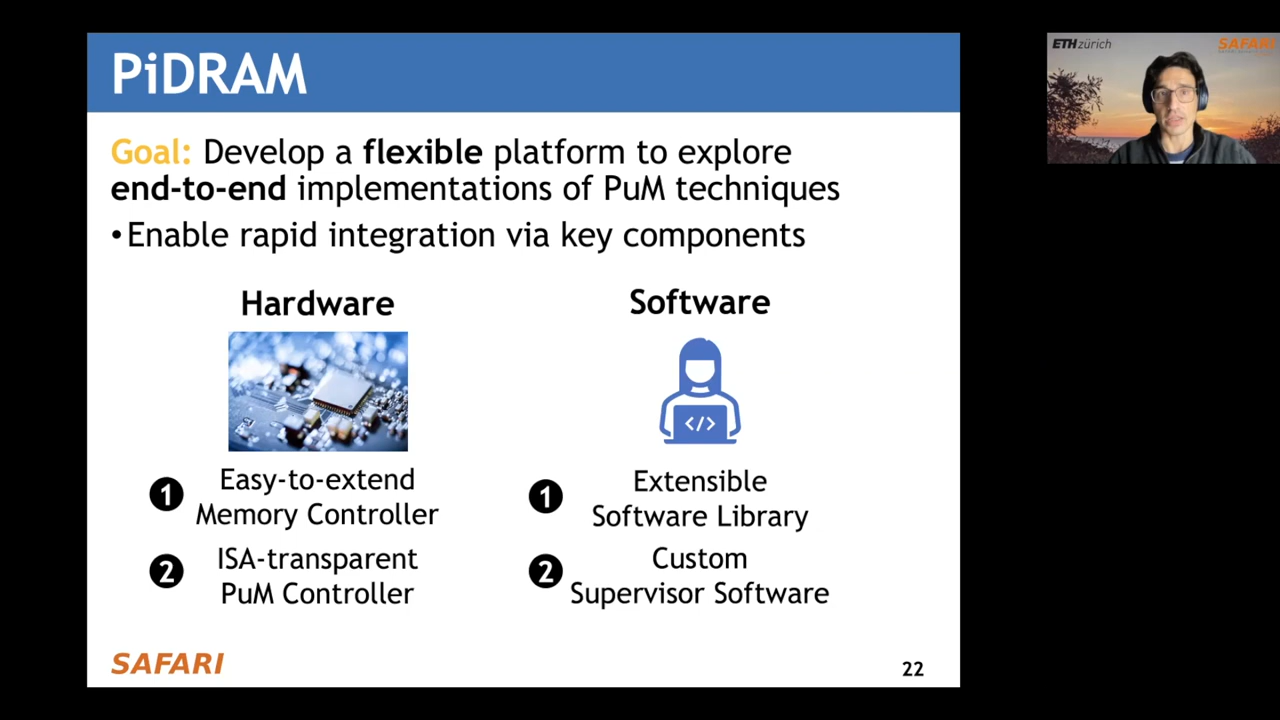 PiDRAM
Goal: Develop a flexible platform to explore
end-to-end implementations of PuM techniques
• Enable rapid integration via key components
Hardware
Software
</>
1 Easy-to-extend
Memory Controller
2 ISA-transparent
PuM Controller
1 Extensible
Software Library
2 Custom
Supervisor Software
SAFARI
22
ETH zürich
SAFARI